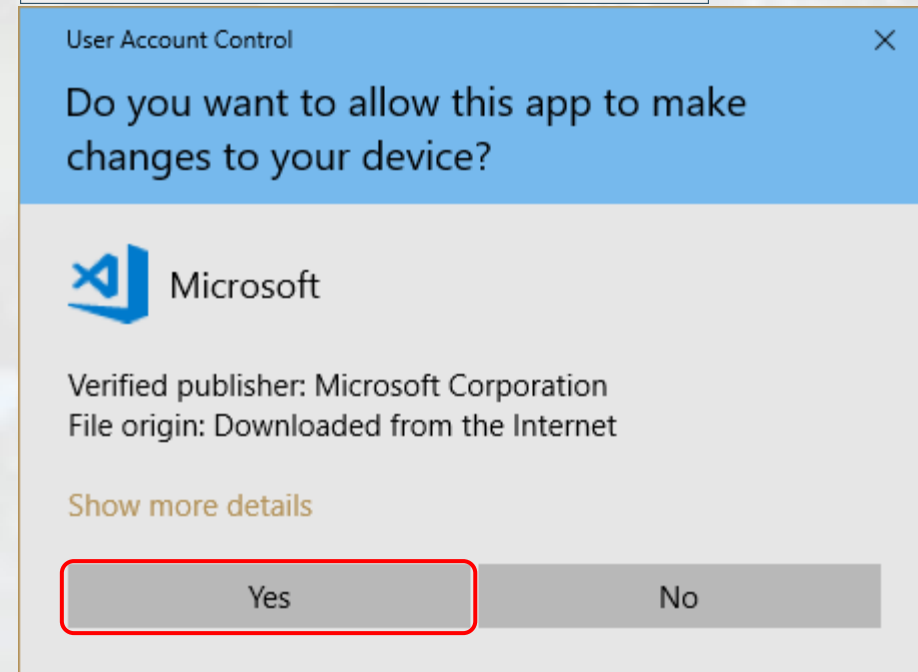 User Account Control
Do you want to allow this app to make
changes to your device?
Microsoft
Verified publisher: Microsoft Corporation
File origin: Downloaded from the Internet
Show more details
Yes
No